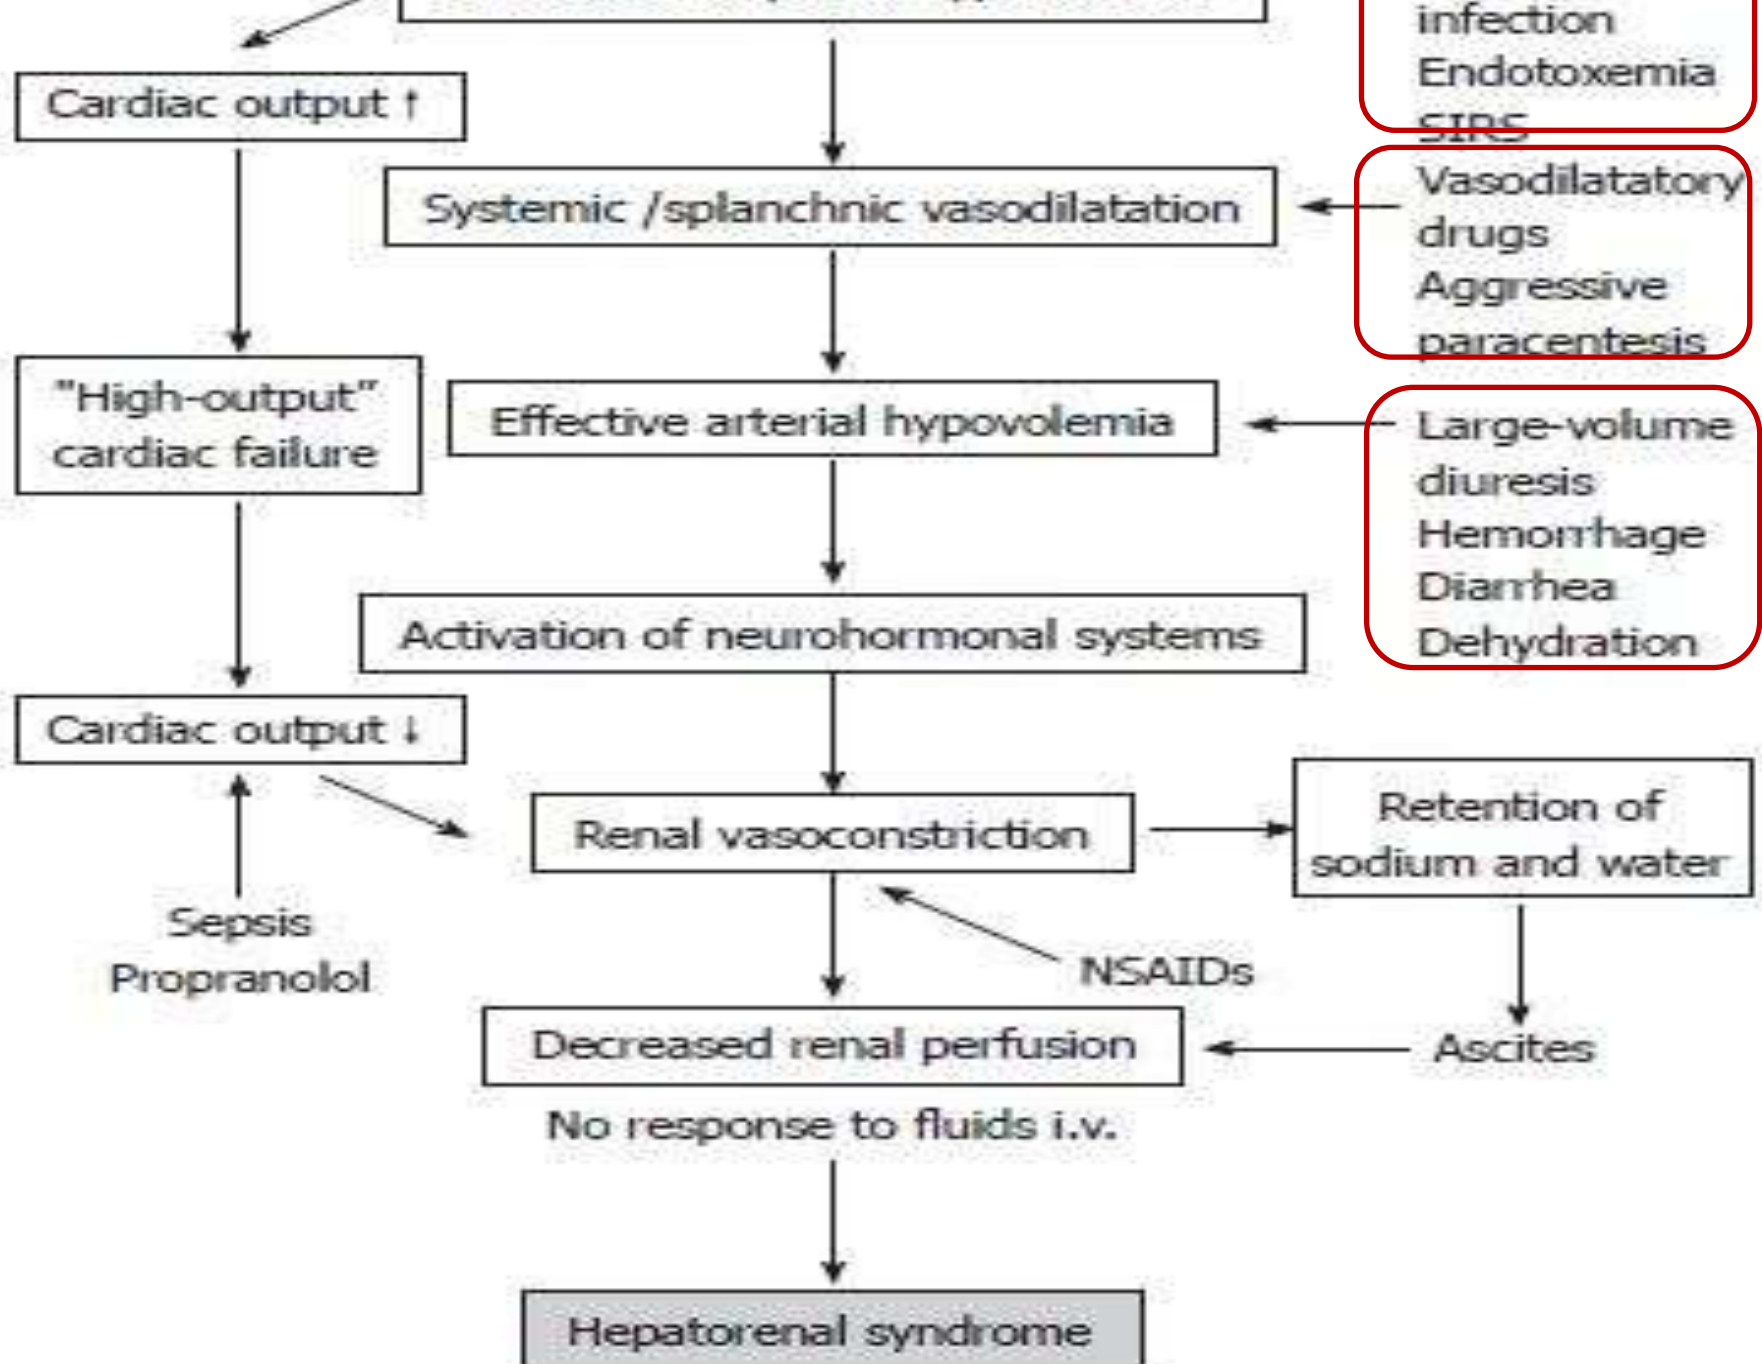 infection
Endotoxemia
SIRS
Cardiac output ↑
Vasodilatatory
drugs
Aggressive
paracentesis
Systemic /splanchnic vasodilatation
"High-output"
cardiac failure
Effective arterial hypovolemia
Large-volume
diuresis
Hemorrhage
Diarrhea
Dehydration
Activation of neurohormonal systems
Cardiac output ↓
Renal vasoconstriction
Retention of
sodium and water
Sepsis
Propranolol
NSAIDs
Decreased renal perfusion
Ascites
No response to fluids i.v.
Hepatorenal syndrome